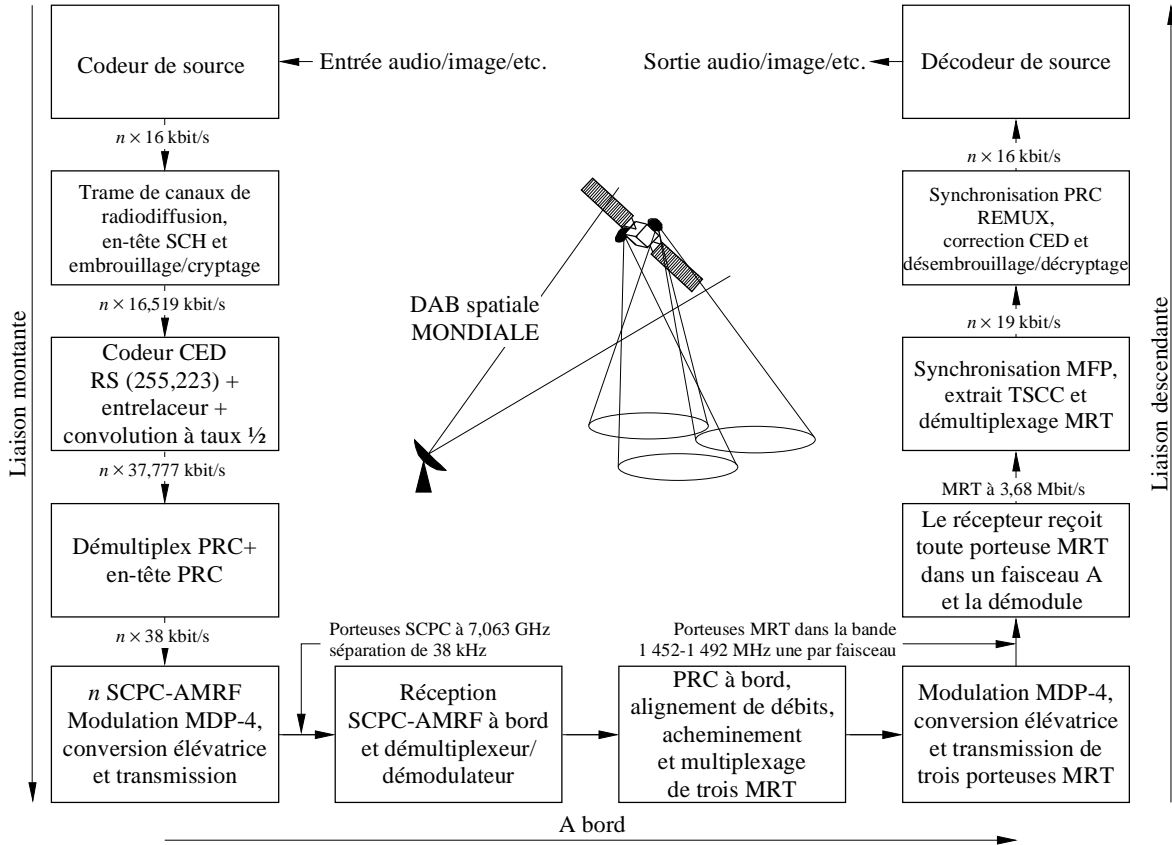 Codeur de source
Entrée audio/image/etc.
Sortie audio/image/etc.
Décodeur de source
n × 16 kbit/s
n × 16 kbit/s
Trame de canaux de
radiodiffusion,
en-tête SCH et
embrouillage/cryptage
Synchronisation PRC
REMUX,
correction CED et
désembrouillage/décryptage
n × 16,519 kbit/s
DAB spatiale
MONDIALE
n × 19 kbit/s
Codeur CED
RS (255,223) +
entrelaceur +
convolution à taux ½
Synchronisation MFP,
extrait TSCC et
démultiplexage MRT
Liaison montante
Liaison descendante
n × 37,777 kbit/s
MRT à 3,68 Mbit/s
Démultiplex PRC+
en-tête PRC
Le récepteur reçoit
toute porteuse MRT
dans un faisceau A
et la démodule
n × 38 kbit/s
Porteuses SCPC à 7,063 GHz
séparation de 38 kHz
Porteuses MRT dans la bande
1 452-1 492 MHz une par faisceau
n SCPC-AMRF
Modulation MDP-4,
conversion élévatrice
et transmission
Réception
SCPC-AMRF à bord
et démultiplexeur/
démodulateur
PRC à bord,
alignement de débits,
acheminement
et multiplexage
de trois MRT
Modulation MDP-4,
conversion élévatrice
et transmission de
trois porteuses MRT
A bord